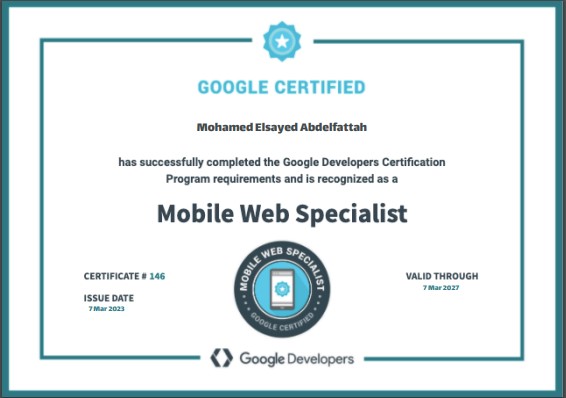 GOOGLE CERTIFIED
Mohamed Elsayed Abdelfattah
has successfully completed the Google Developers Certification
Program requirements and is recognized as a
Mobile Web Specialist
MOBILE WEB SPECIALIST
GOOGLE CERTIFIED
CERTIFICATE # 146
ISSUE DATE
7 Mar 2023
VALID THROUGH
7 Mar 2027
Google Developers